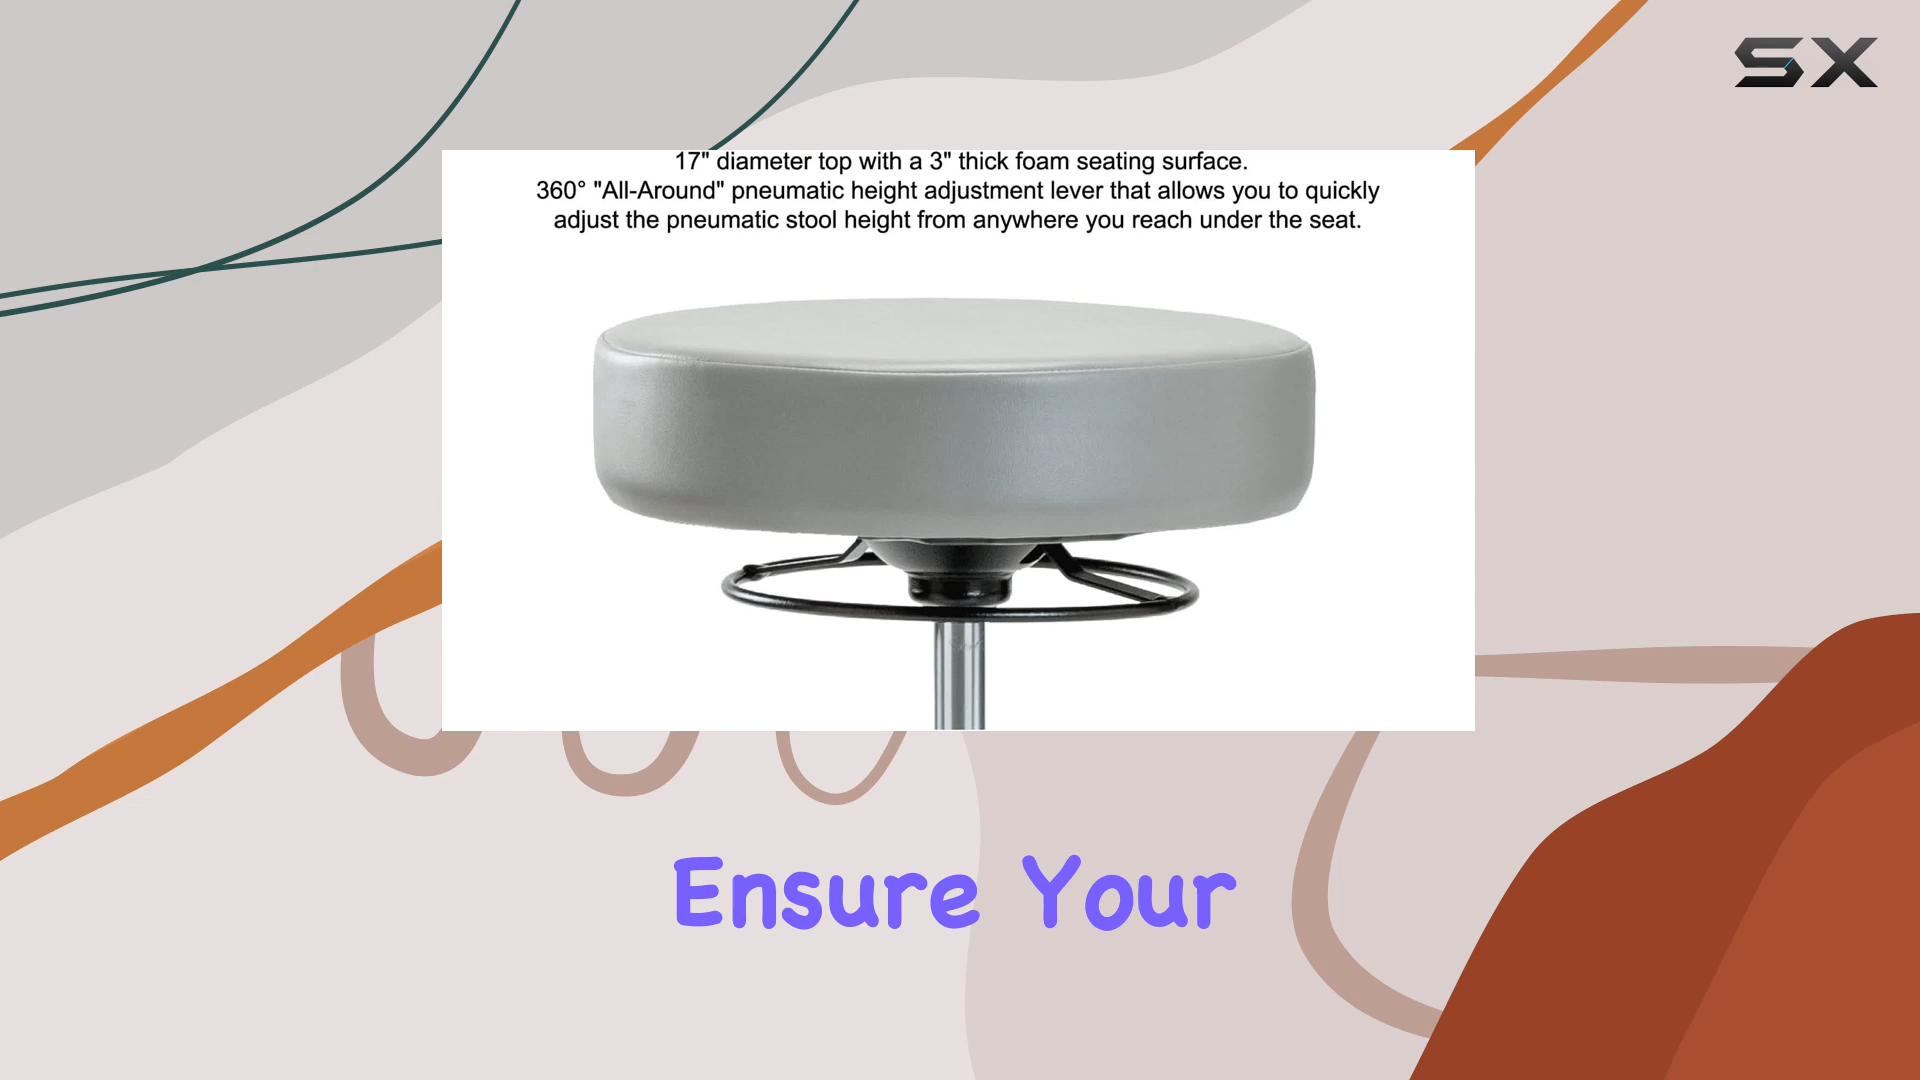 SX
17" diameter top with a 3" thick foam seating surface.
360° "All-Around" pneumatic height adjustment lever that allows you to quickly
adjust the pneumatic stool height from anywhere you reach under the seat.
Ensure Your